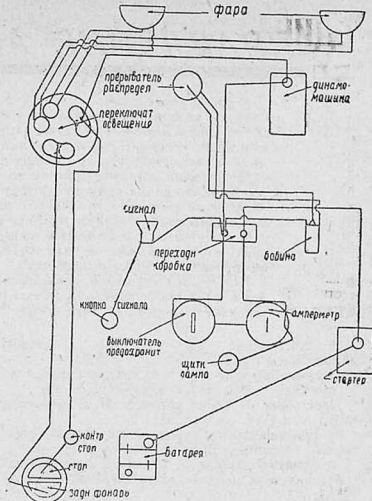 фара
прерыватель
распредел
динамо-
машина
переключат
освещения
сигнал
переходн
коробка
бобина
кнопка сигнала
амперметр
выключатель
предохранит
щитк
лампа
стартер
контр
стоп
батарея
стоп
задн фонарь